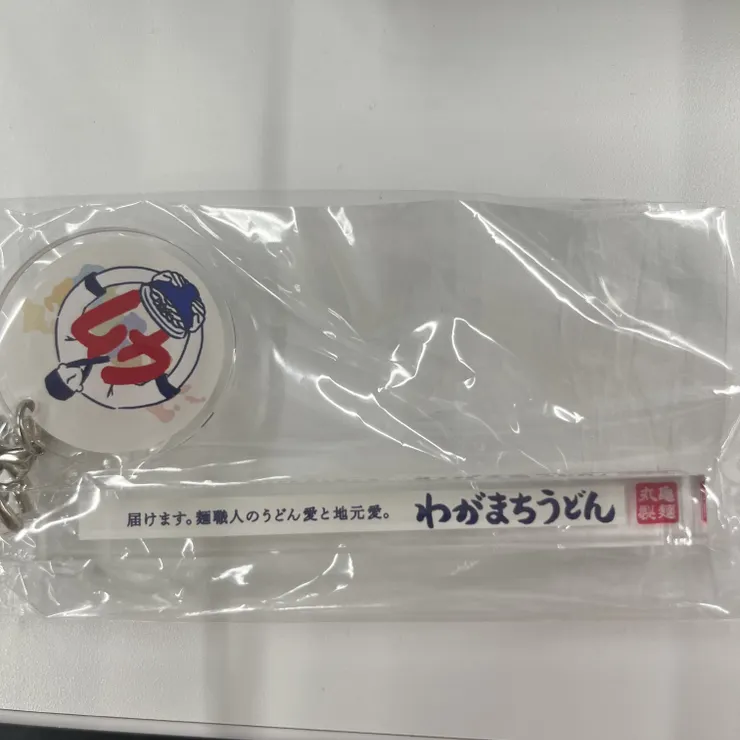 届けます。麺職人のうどん愛と地元愛。
わがまちうどん
丸亀
製麺